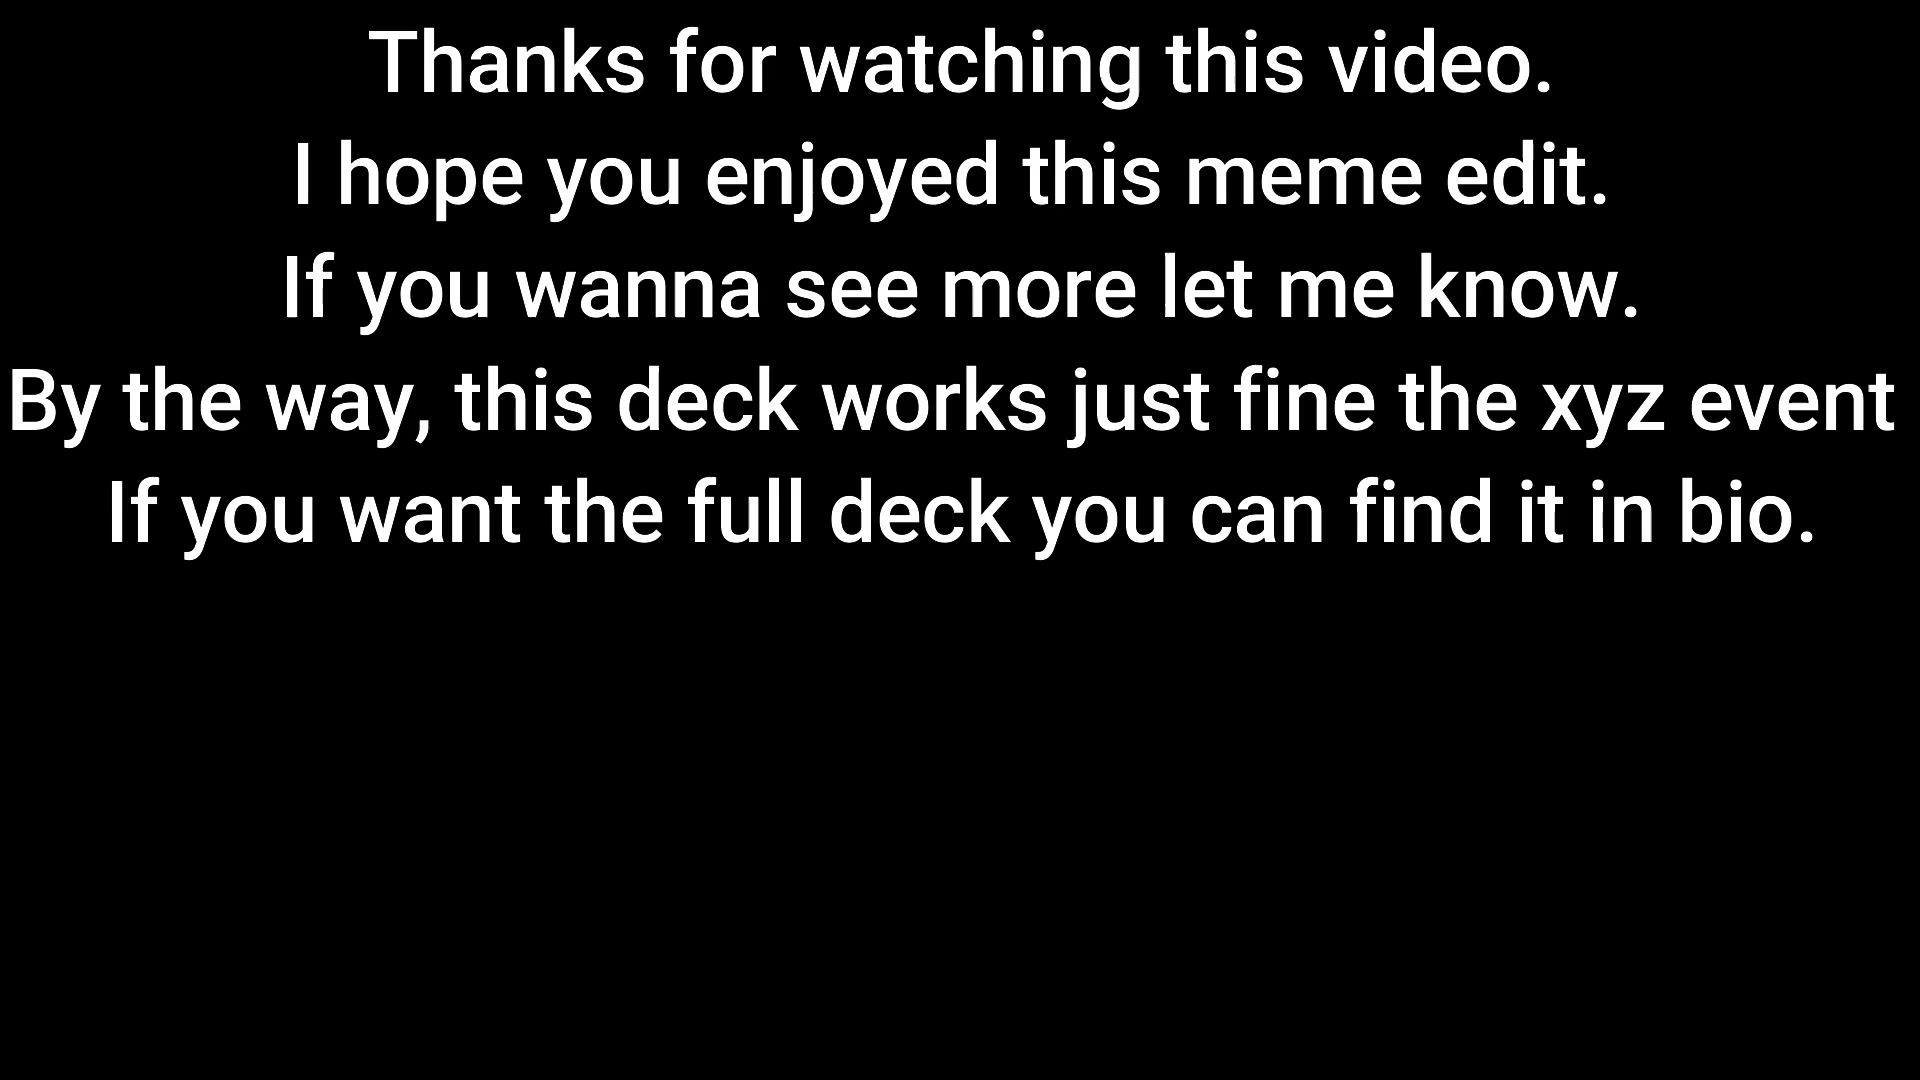 Thanks for watching this video.
I hope you enjoyed this meme edit.
If you wanna see more let me know.
By the way, this deck works just fine the xyz event
If you want the full deck you can find it in bio.